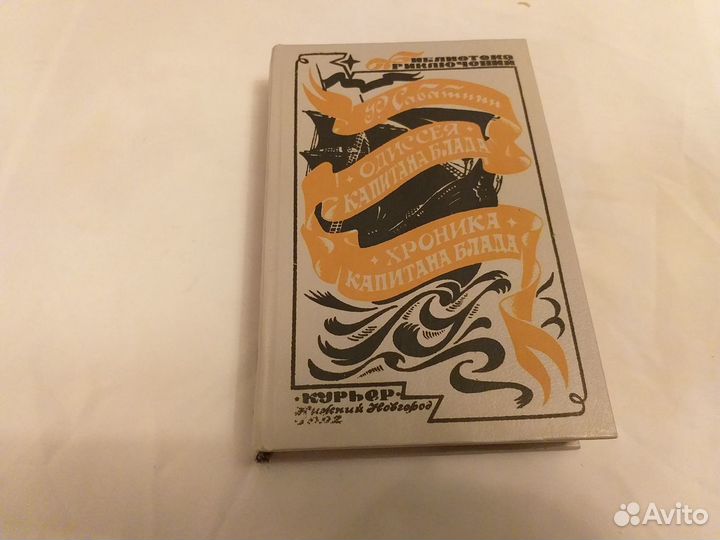 БИБЛИОТЕКА
ПРИКЛЮЧЕНИЙ
Р. Сабатини
ОДИССЕЯ
КАПИТАНА БЛАДА
ХРОНИКА
КАПИТАНА БЛАДА
·КУРЬЕР·
Нижний Новгород
1992
Avito